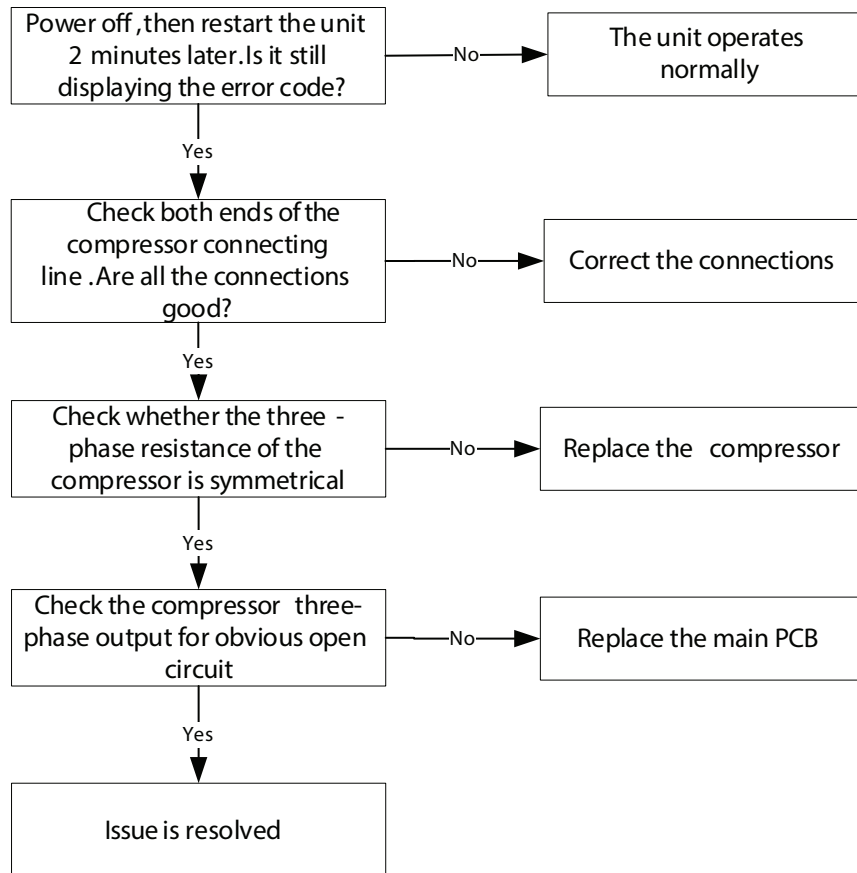 Power off ,then restart the unit
2 minutes later.Is it still
displaying the error code?
No
The unit operates
normally
Yes
Check both ends of the
compressor connecting
line .Are all the connections
good?
No
Correct the connections
Yes
Check whether the three -
phase resistance of the
compressor is symmetrical
No
Replace the compressor
Yes
Check the compressor three-
phase output for obvious open
circuit
No
Replace the main PCB
Yes
Issue is resolved